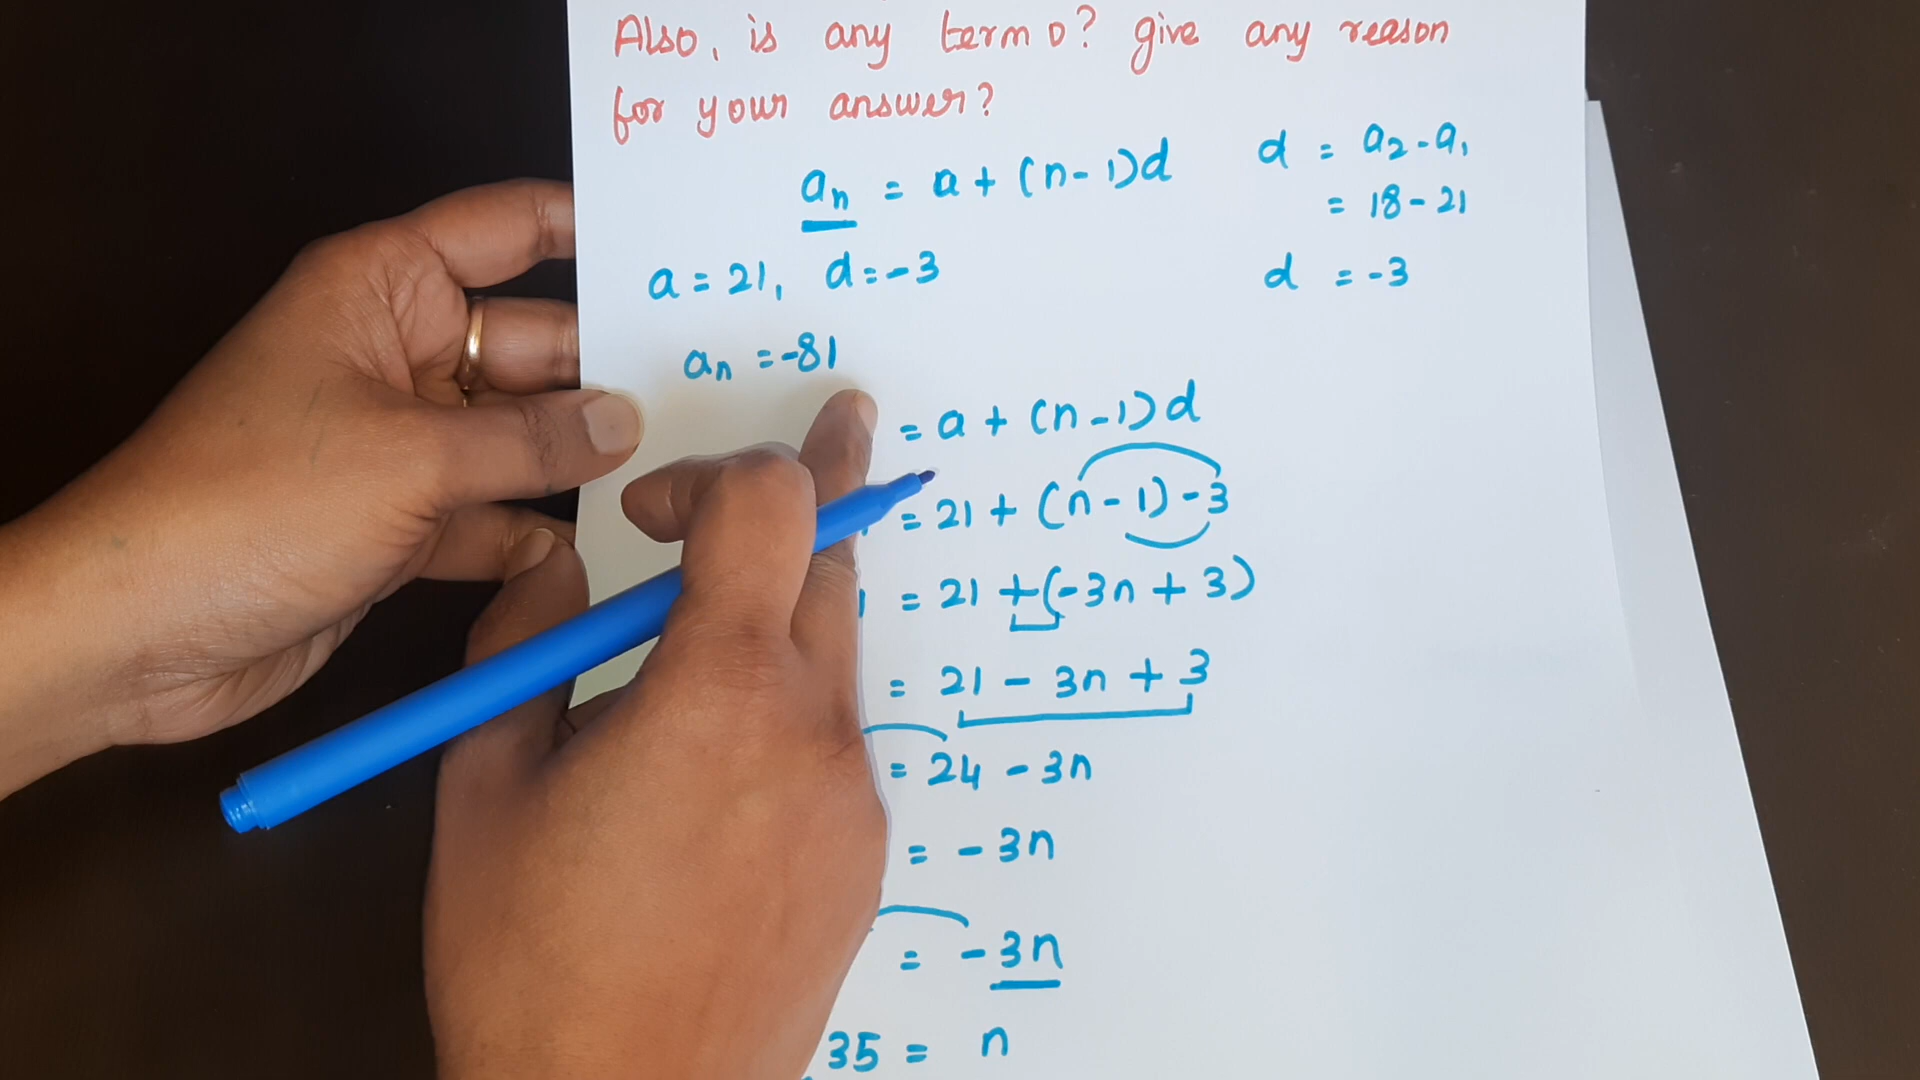 Also, is any term 0? give any reason
for your answer?
aₙ = a + (n-1)d
d = a₂ - a₁
= 18 - 21
a = 21, d = -3
d = -3
aₙ = -81
= a + (n-1)d
= 21 + (n-1) -3
= 21 + (-3n + 3)
= 21 - 3n + 3
= 24 - 3n
= -3n
= -3n
35 = n